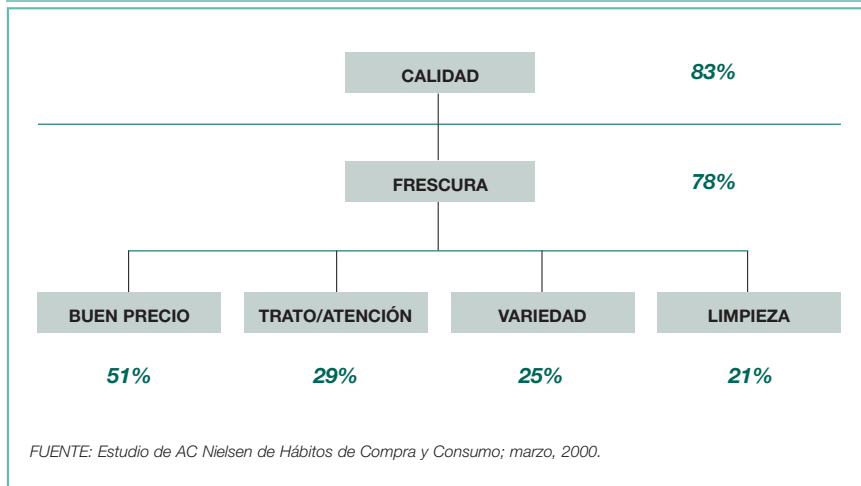 CALIDAD 83%
FRESCURA 78%
BUEN PRECIO TRATO/ATENCIÓN VARIEDAD LIMPIEZA
51% 29% 25% 21%
FUENTE: Estudio de AC Nielsen de Hábitos de Compra y Consumo; marzo, 2000.